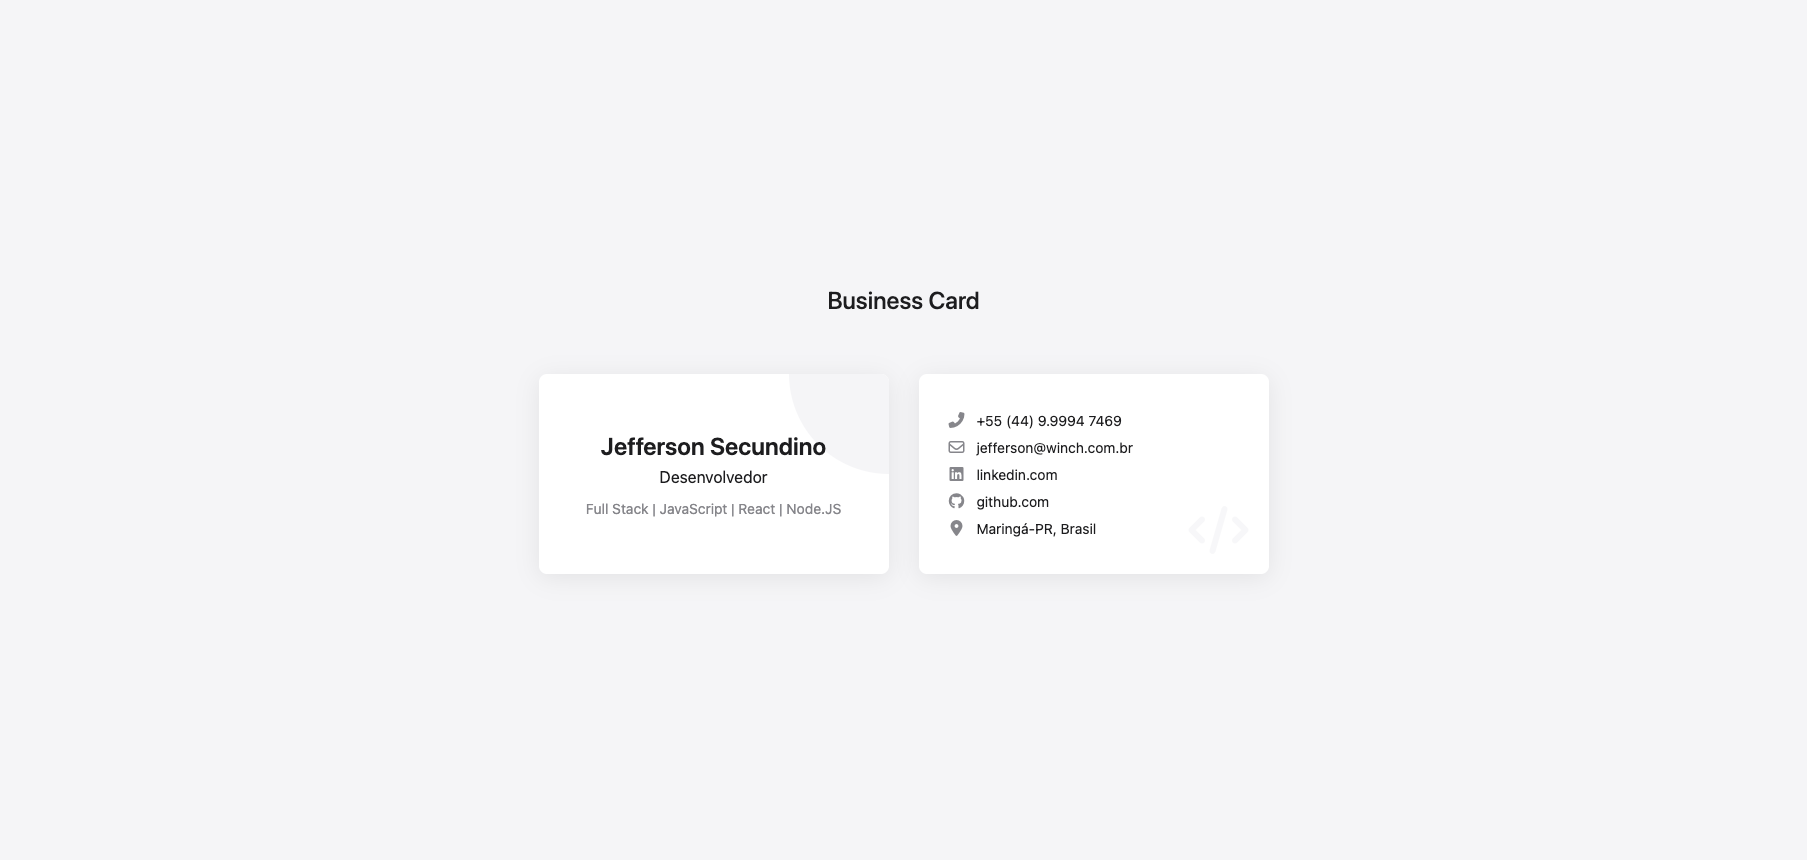 Business Card
Jefferson Secundino
Desenvolvedor
Full Stack | JavaScript | React | Node.JS
+55 (44) 9.9994 7469
jefferson@winch.com.br
linkedin.com
github.com
Maringá-PR, Brasil